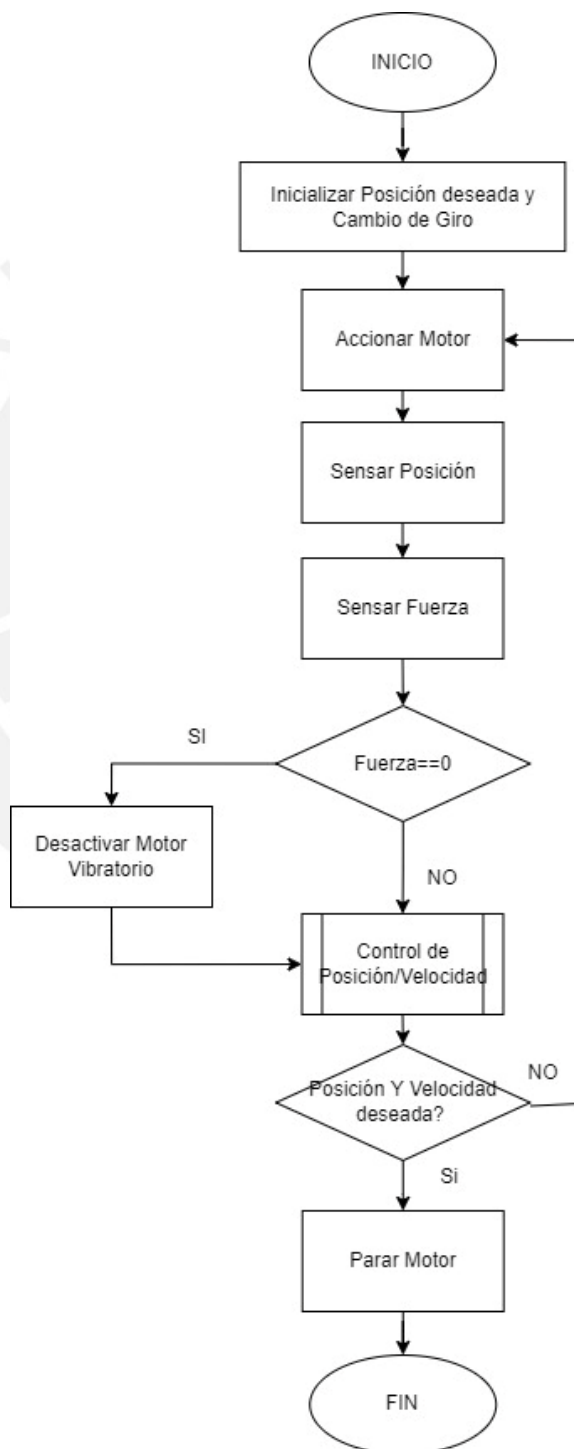 INICIO
Inicializar Posición deseada y
Cambio de Giro
Accionar Motor
Sensar Posición
Sensar Fuerza
SI
Fuerza==0
Desactivar Motor
Vibratorio
NO
Control de
Posición/Velocidad
Posición Y Velocidad
deseada?
NO
Si
Parar Motor
FIN